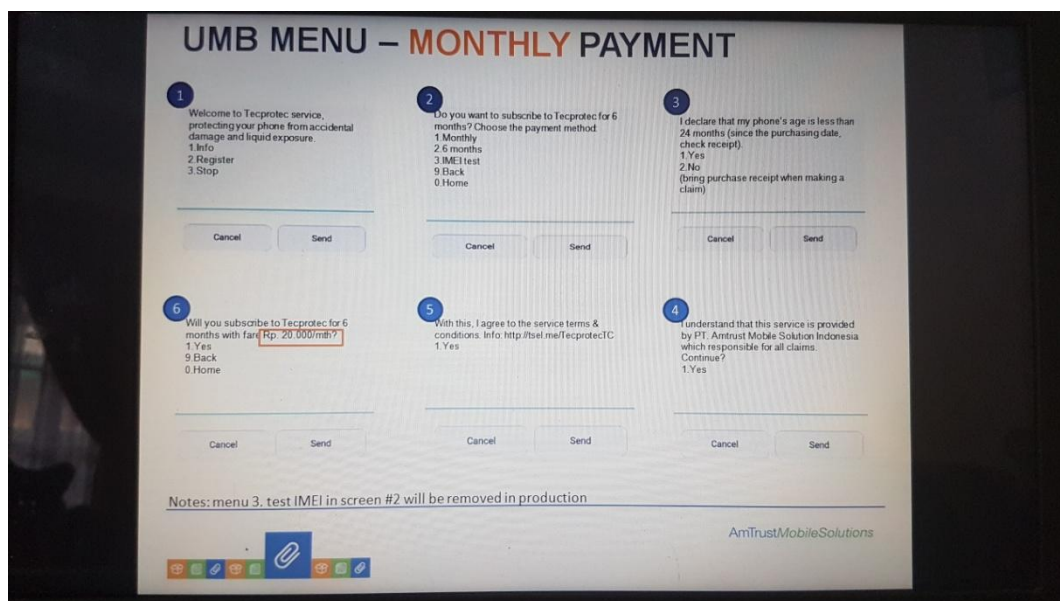 UMB MENU – MONTHLY PAYMENT
1
Welcome to Tecprotec service,
protecting your phone from accidental
damage and liquid exposure.
1.Info
2.Register
3.Stop
Cancel
Send
2
Do you want to subscribe to Tecprotec for 6
months? Choose the payment method
1.Monthly
2.6 months
3.IMEI test
9.Back
0.Home
Cancel
Send
3
I declare that my phone's age is less than
24 months (since the purchasing date,
check receipt).
1.Yes
2.No
(bring purchase receipt when making a
claim)
Cancel
Send
6
Will you subscribe to Tecprotec for 6
months with fare Rp. 20.000/mth?
1.Yes
9.Back
0.Home
Cancel
Send
5
With this, I agree to the service terms &
conditions. Info: http://tsel.me/TecprotecTC
1.Yes
Cancel
Send
4
I understand that this service is provided
by PT. Amtrust Mobile Solution Indonesia
which responsible for all claims.
Continue?
1.Yes
Cancel
Send
Notes: menu 3. test IMEI in screen #2 will be removed in production
AmTrustMobileSolutions